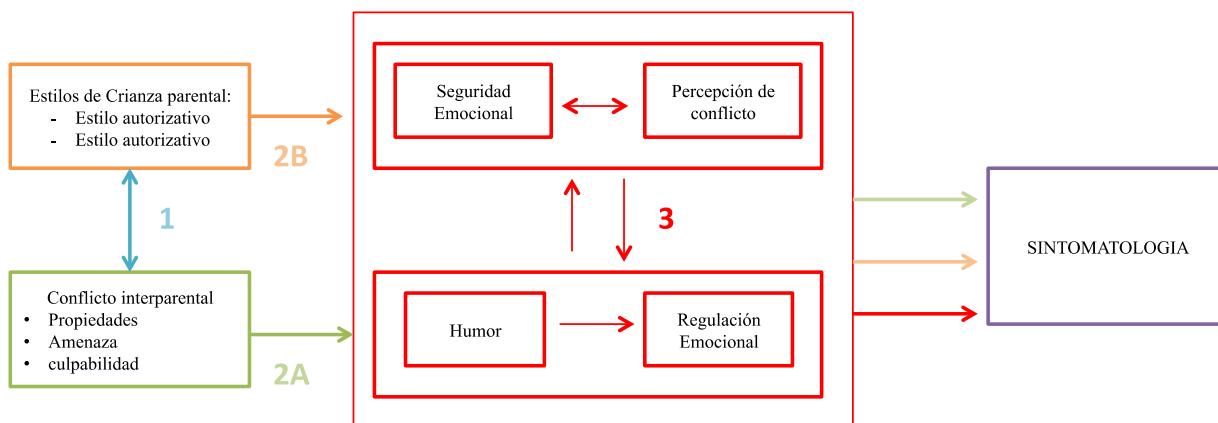 Estilos de Crianza parental:
- Estilo autorizativo
- Estilo autorizativo
2B
1
Conflicto interparental
• Propiedades
• Amenaza
• culpabilidad
2A
Seguridad
Emocional
Percepción de
conflicto
3
Humor
Regulación
Emocional
SINTOMATOLOGIA